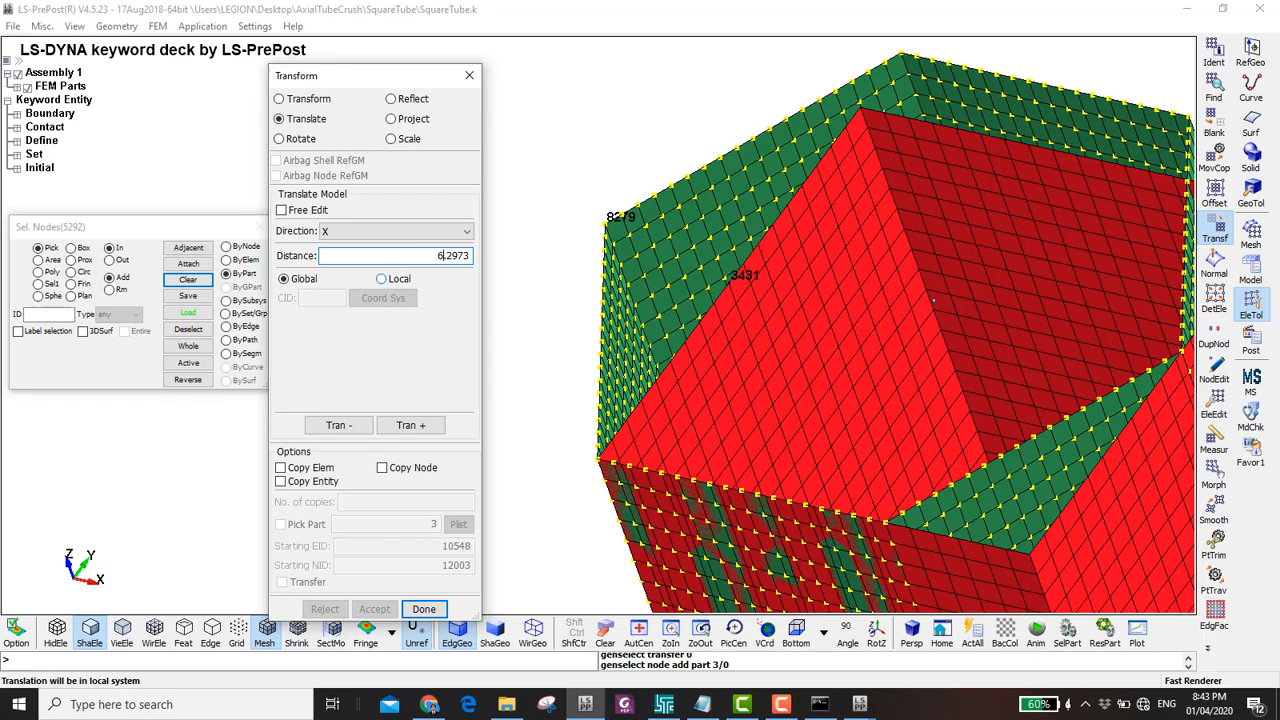 LS-PrePost(R) V4.5.23 - 17Aug2018-64bit \Users\LEGION\Desktop\AxialTubeCrush\SquareTube\SquareTube.k
File Misc. View Geometry FEM Application Settings Help
LS-DYNA keyword deck by LS-PrePost
Assembly 1
FEM Parts
Keyword Entity
Boundary
Contact
Define
Set
Initial
Sel. Nodes(5292)
Pick Box In Adjacent ByNode
Area Prox Out Attach ByElem
Poly Circ Add Clear ByPart
Sel1 Frin Rm ByGPart
Sphe Plan Save BySubsys
ID Type any Load BySet/Grp
Label selection 3DSurf Entire Deselect ByEdge
Whole ByPath
Active BySegm
Reverse ByCurve
BySurf
Transform
Transform Reflect
Translate Project
Rotate Scale
Airbag Shell RefGM
Airbag Node RefGM
Translate Model
Free Edit
Direction: X
Distance: 6.2973
Global Local
CID: Coord Sys
Tran - Tran +
Options
Copy Elem Copy Node
Copy Entity
No. of copies:
Pick Part 3 Plist
Starting EID: 10548
Starting NID: 12003
Transfer
Reject Accept Done
8279
3431
Z Y X
Ident RefGeo
Find Curve
Blank Surf
MovCop Solid
Offset GeoTol
Transf Mesh
Normal Model
DetEle EleTol
DupNod Post
NodEdit MS
EleEdit MdChk
Measur Favor1
Morph
Smooth
PtTrim
PtTrav
EdgFac
Option HidEle ShaEle VieEle WirEle Feat Edge Grid Mesh Shrink SectMo Fringe Unref EdgGeo ShaGeo WirGeo Shft Ctrl ShfCtr Clear AutCen ZoIn ZoOut PicCen VCrd Bottom 90 Angle RotZ Persp Home ActAll BacCol Anim SelPart ResPart Plot
>
genselect transfer 0
genselect node add part 3/0
Translation will be in local system Fast Renderer
Type here to search
60%
8:43 PM
01/04/2020
12